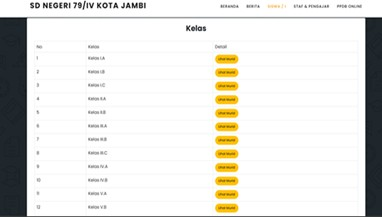 SD NEGERI 79/IV KOTA JAMBI
BERANDA BERITA SISWA / I STAF & PENGAJAR PPDB ONLINE
Kelas
No Kelas Detail
1 Kelas I.A Lihat Murid
2 Kelas I.B Lihat Murid
3 Kelas I.C Lihat Murid
4 Kelas II.A Lihat Murid
5 Kelas II.B Lihat Murid
6 Kelas III.A Lihat Murid
7 Kelas III.B Lihat Murid
8 Kelas III.C Lihat Murid
9 Kelas IV.A Lihat Murid
10 Kelas IV.B Lihat Murid
11 Kelas V.A Lihat Murid
12 Kelas V.B Lihat Murid